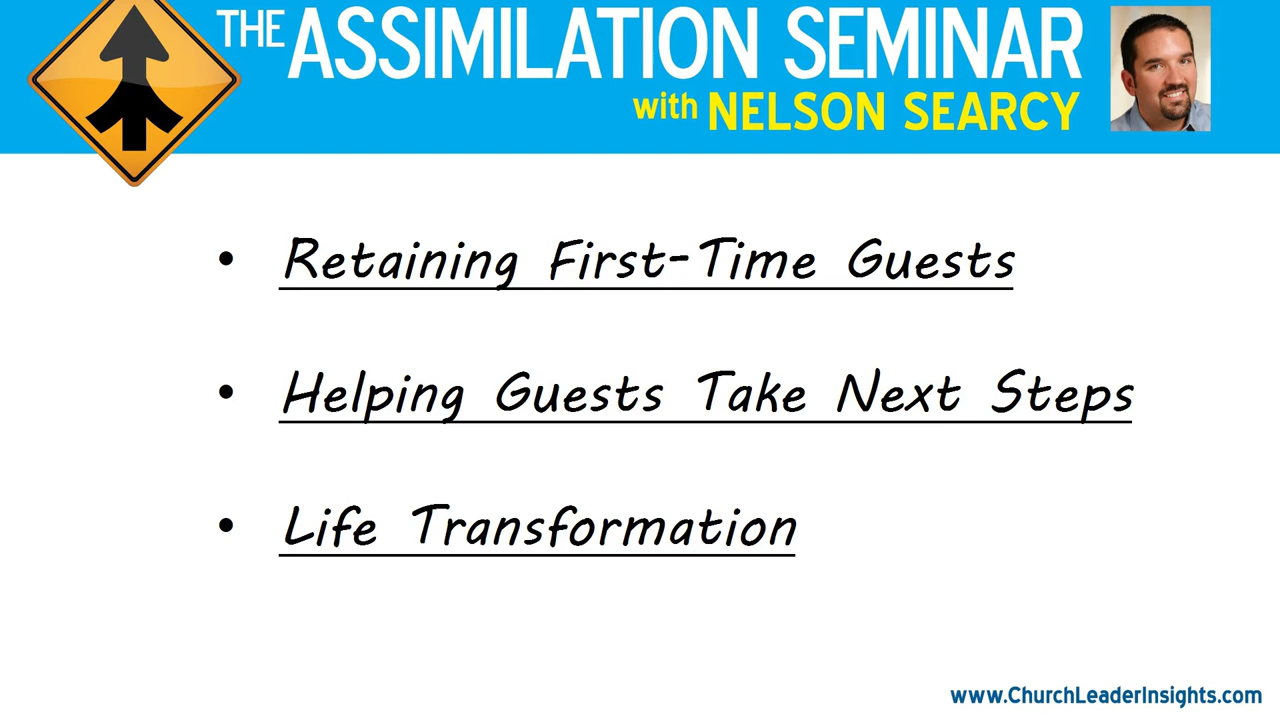 THE ASSIMILATION SEMINAR
with NELSON SEARCY
• Retaining First-Time Guests
• Helping Guests Take Next Steps
• Life Transformation
www.ChurchLeaderInsights.com